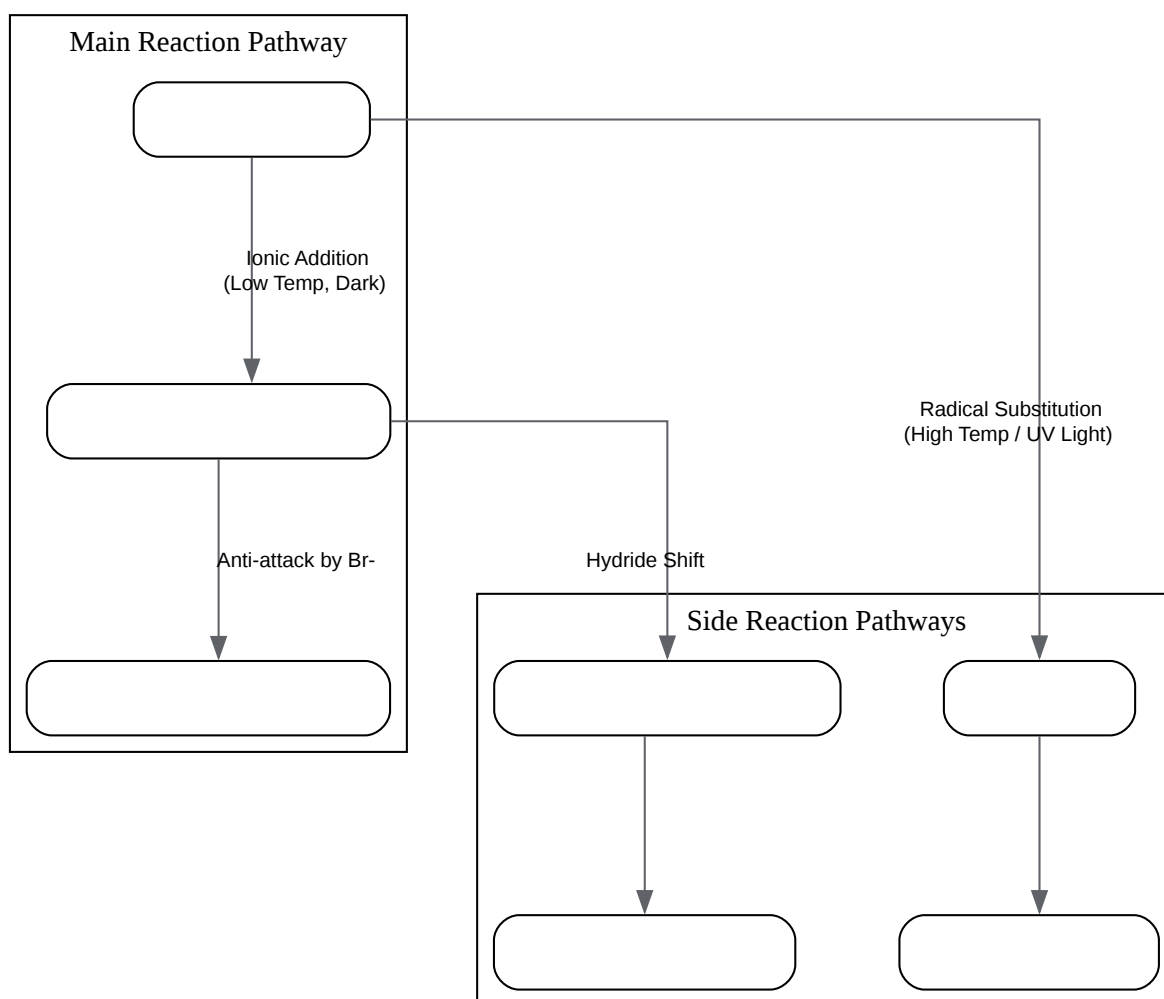 Main Reaction Pathway
Ionic Addition
(Low Temp, Dark)
Radical Substitution
(High Temp / UV Light)
Anti-attack by Br-
Hydride Shift
Side Reaction Pathways